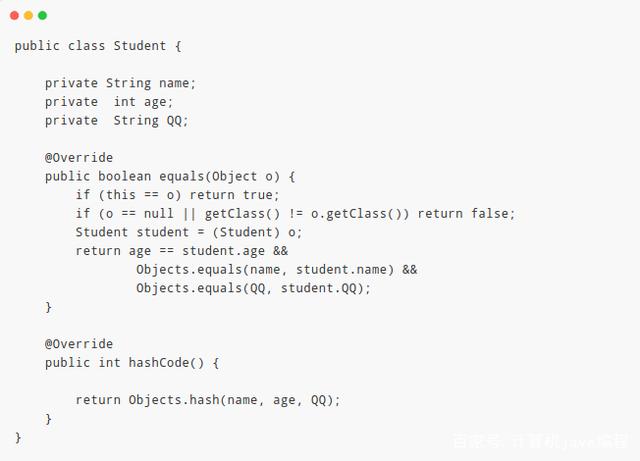 public class Student {
    private String name;
    private  int age;
    private  String QQ;
    @Override
    public boolean equals(Object o) {
        if (this == o) return true;
        if (o == null || getClass() != o.getClass()) return false;
        Student student = (Student) o;
        return age == student.age &&
                Objects.equals(name, student.name) &&
                Objects.equals(QQ, student.QQ);
    }
    @Override
    public int hashCode() {
        return Objects.hash(name, age, QQ);
    }
}
百家号/计算机java编程